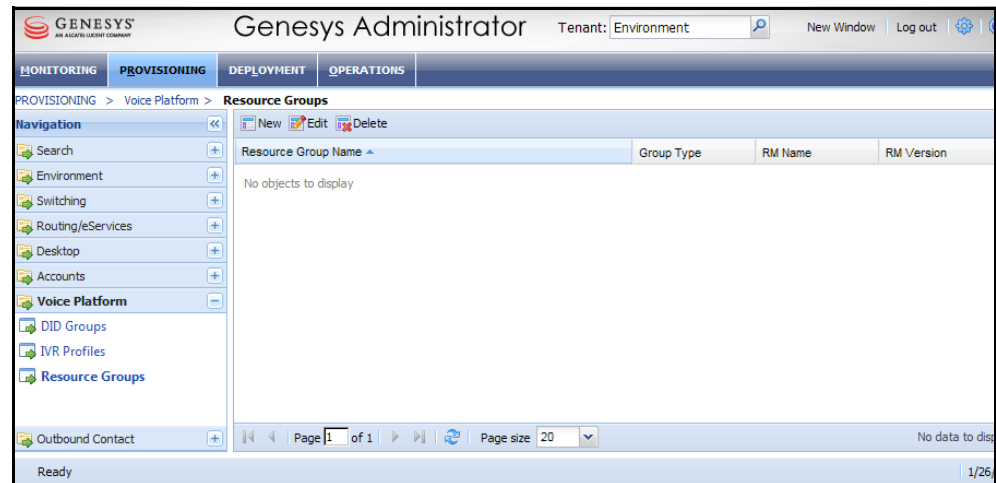 GENESYS
AN ALCATEL-LUCENT COMPANY
Genesys Administrator
Tenant: Environment
New Window
Log out
MONITORING
PROVISIONING
DEPLOYMENT
OPERATIONS
PROVISIONING > Voice Platform > Resource Groups
Navigation
New
Edit
Delete
Search
Environment
Switching
Routing/eServices
Desktop
Accounts
Voice Platform
DID Groups
IVR Profiles
Resource Groups
Outbound Contact
Resource Group Name
Group Type
RM Name
RM Version
No objects to display
Page 1 of 1
Page size 20
No data to disp
Ready
1/26/